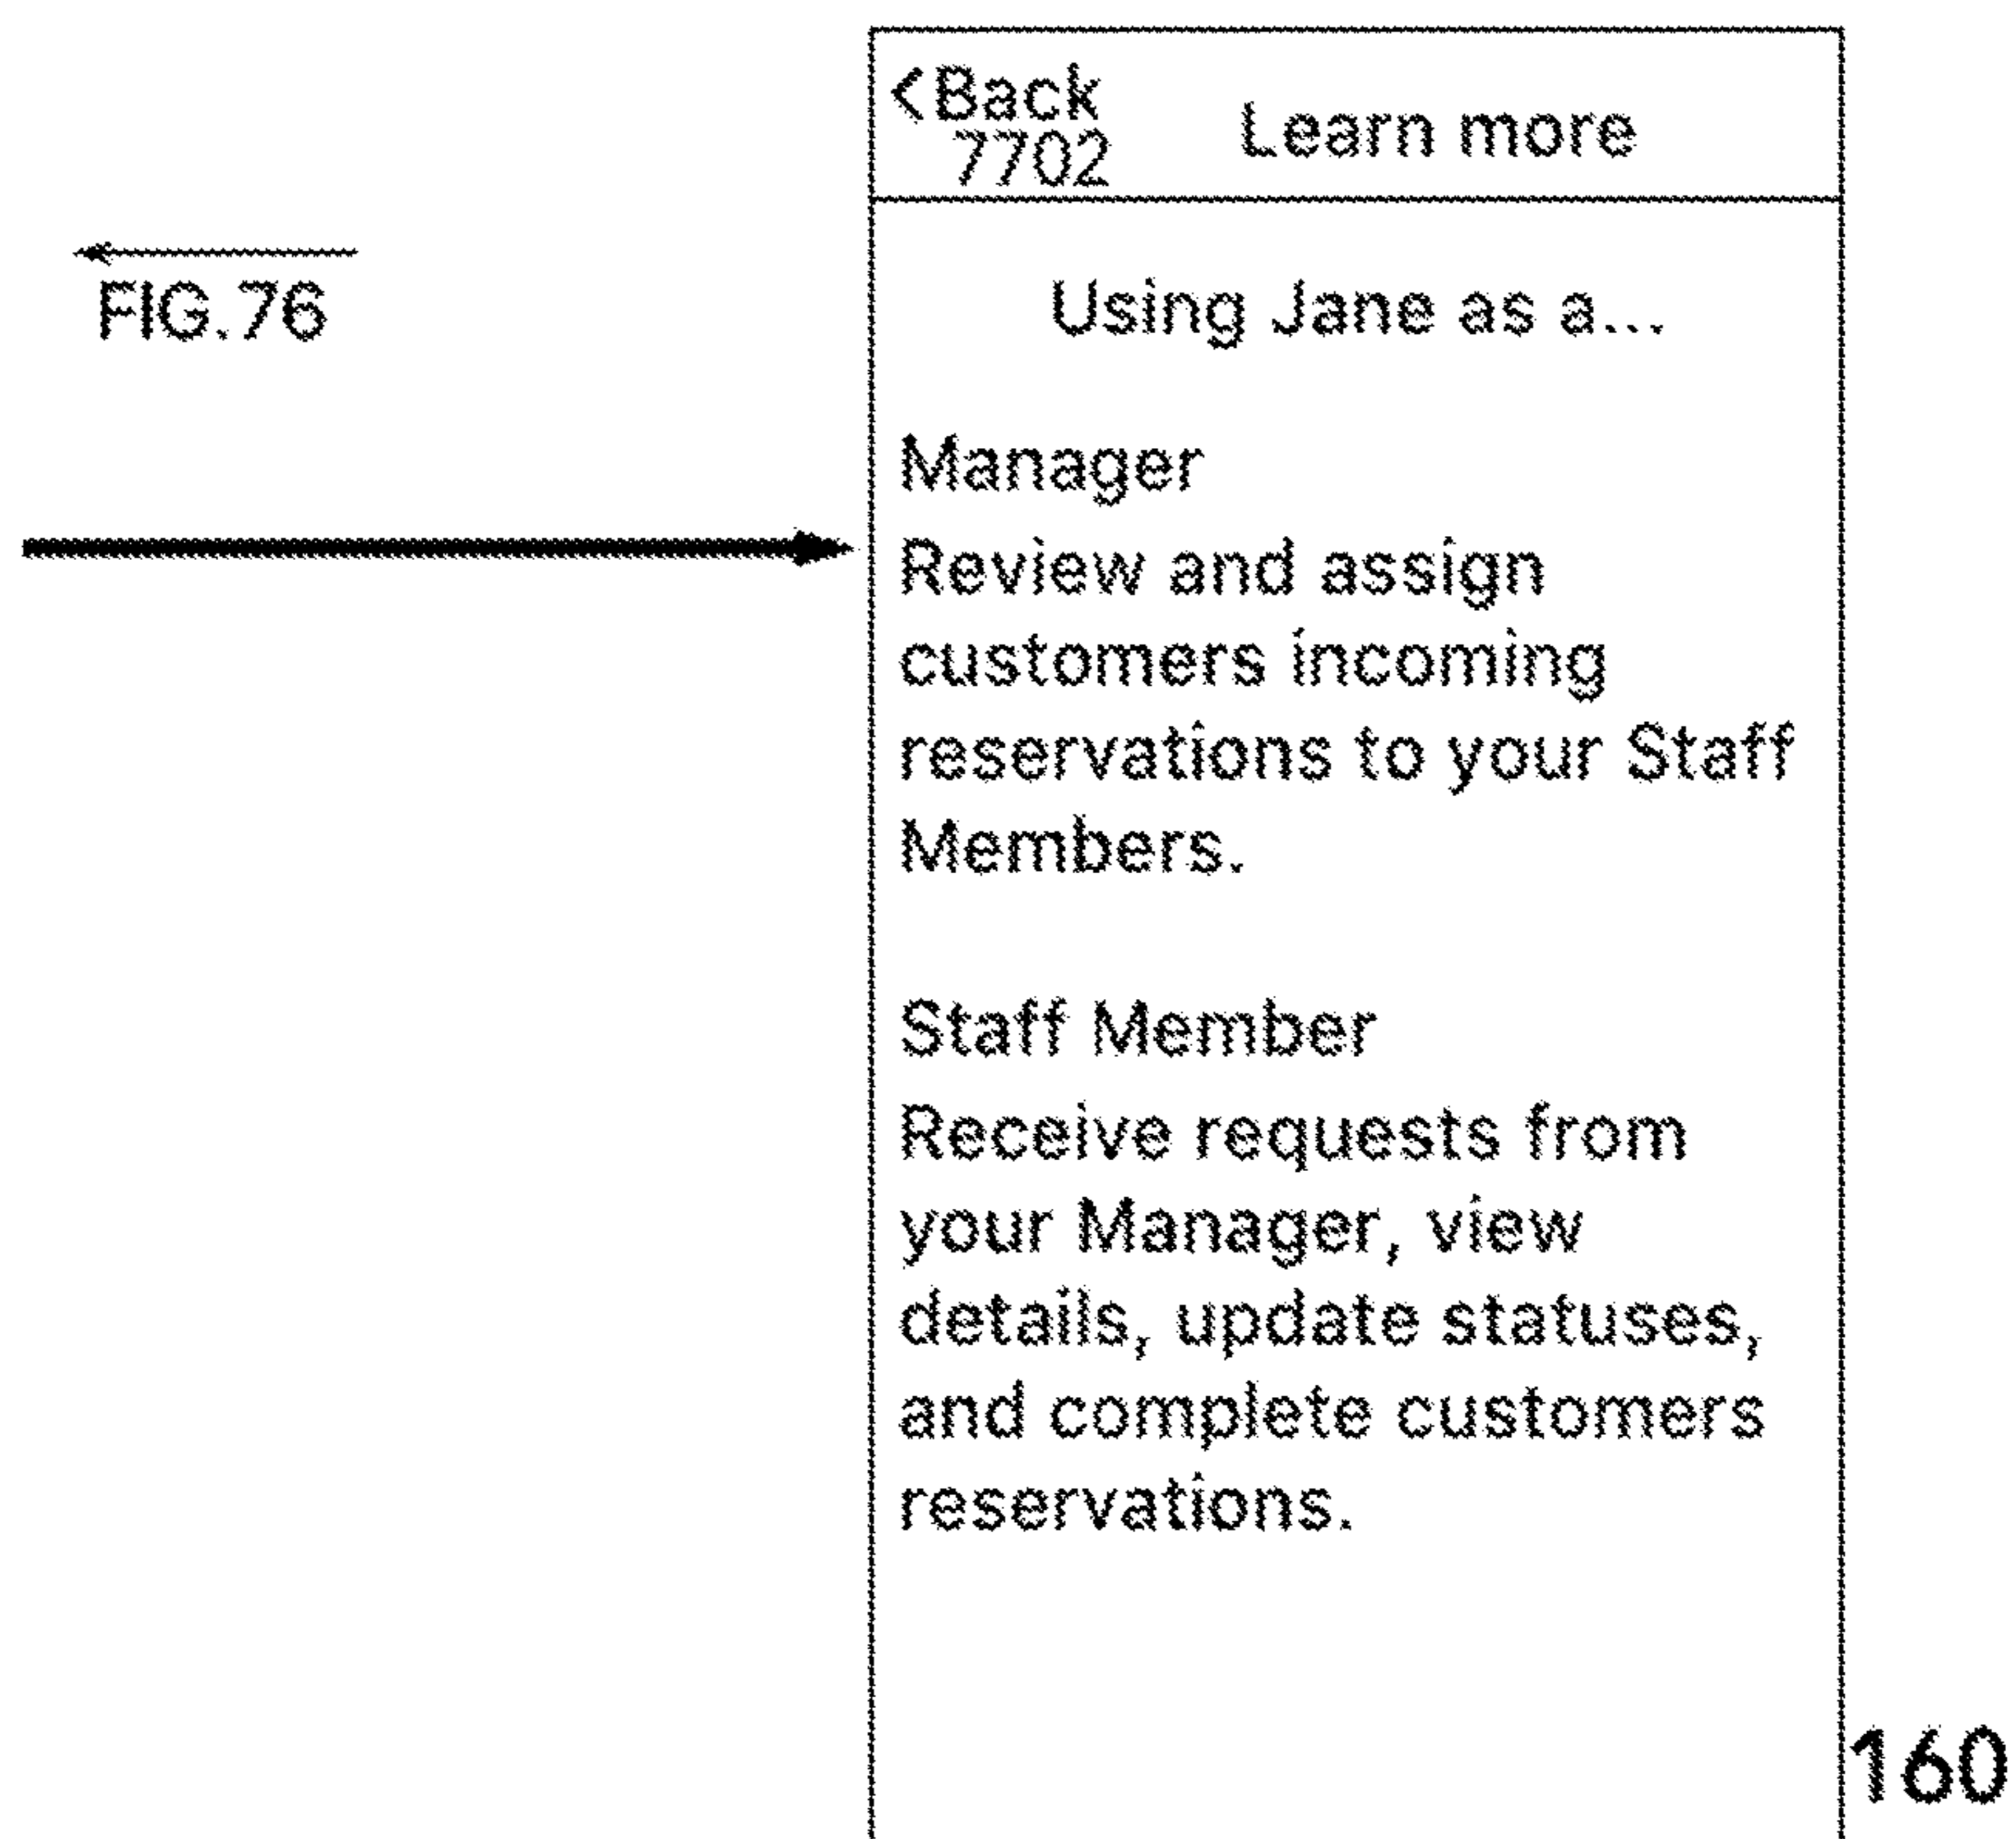 <Back
7702
Learn more
FIG.76
Using Jane as a...
Manager
Review and assign
customers incoming
reservations to your Staff
Members.
Staff Member
Receive requests from
your Manager, view
details, update statuses,
and complete customers
reservations.
160